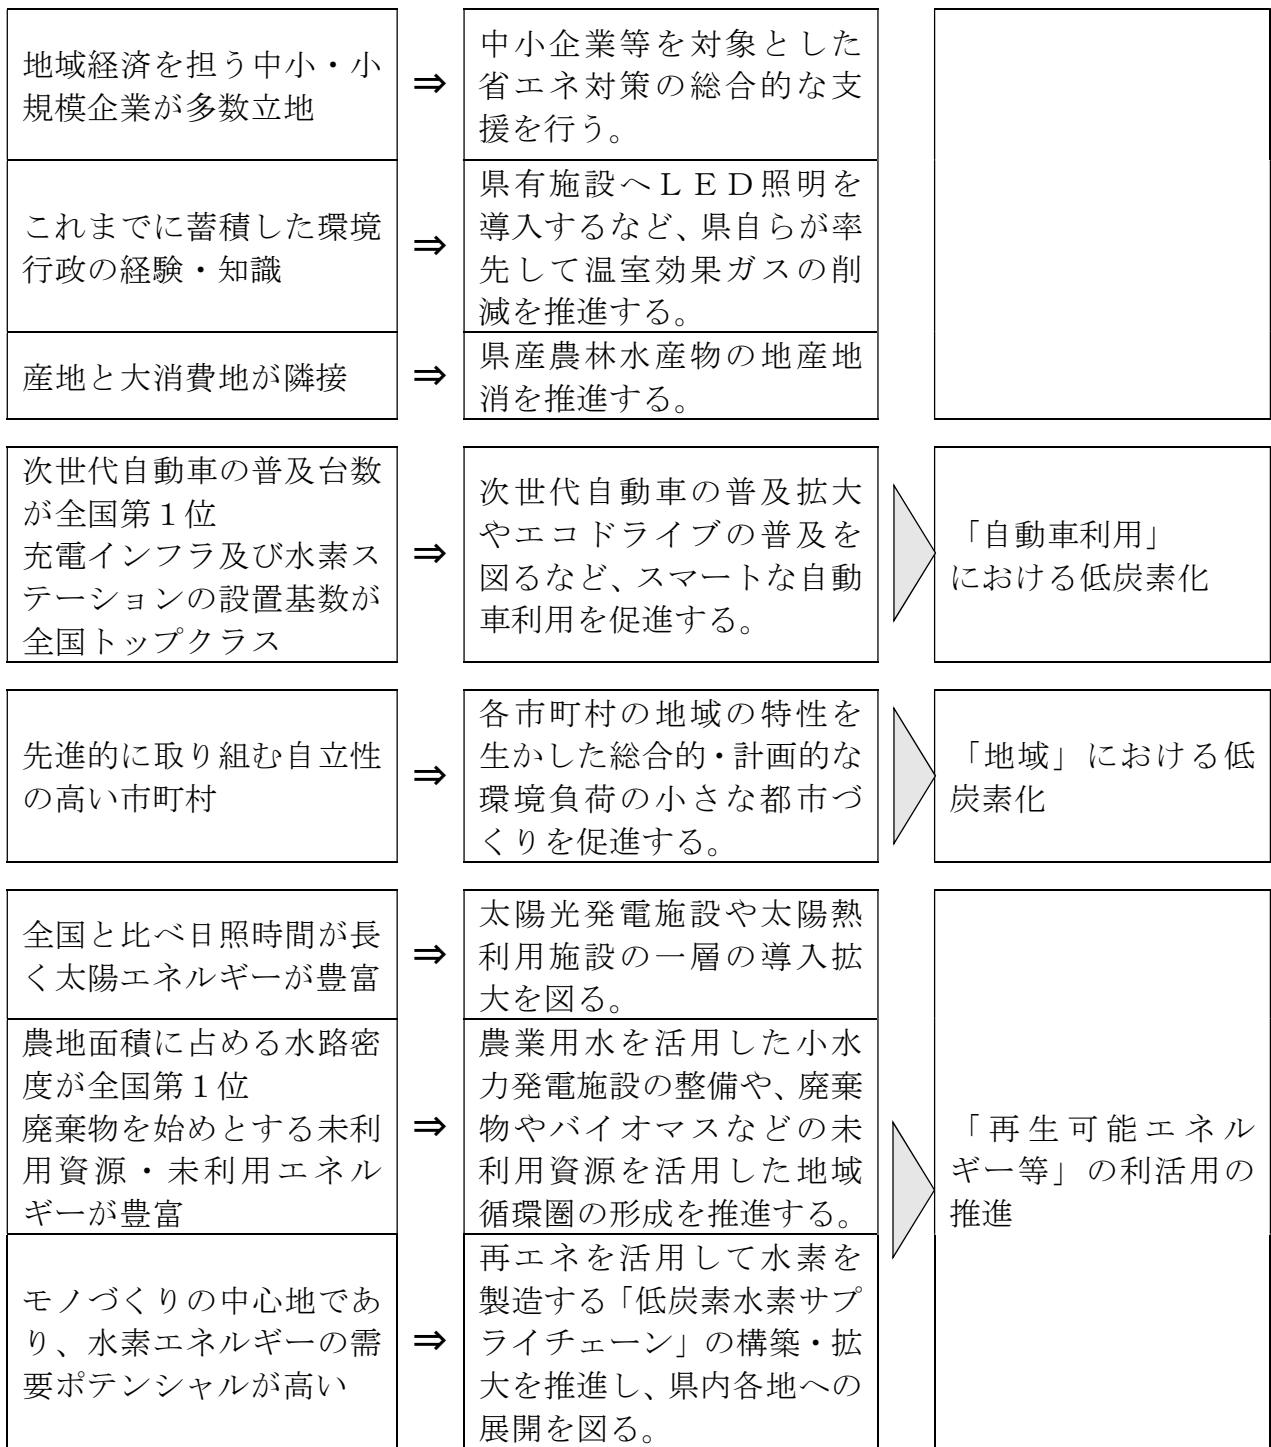 地域経済を担う中小・小
規模企業が多数立地
⇒
中小企業等を対象とした
省エネ対策の総合的な支
援を行う。
これまでに蓄積した環境
行政の経験・知識
⇒
県有施設へＬＥＤ照明を
導入するなど、県自らが率
先して温室効果ガスの削
減を推進する。
産地と大消費地が隣接
⇒
県産農林水産物の地産地
消を推進する。
次世代自動車の普及台数
が全国第１位
充電インフラ及び水素ス
テーションの設置基数が
全国トップクラス
⇒
次世代自動車の普及拡大
やエコドライブの普及を
図るなど、スマートな自動
車利用を促進する。
「自動車利用」
における低炭素化
先進的に取り組む自立性
の高い市町村
⇒
各市町村の地域の特性を
生かした総合的・計画的な
環境負荷の小さな都市づ
くりを促進する。
「地域」における低
炭素化
全国と比べ日照時間が長
く太陽エネルギーが豊富
⇒
太陽光発電施設や太陽熱
利用施設の一層の導入拡
大を図る。
農地面積に占める水路密
度が全国第１位
廃棄物を始めとする未利
用資源・未利用エネル
ギーが豊富
⇒
農業用水を活用した小水
力発電施設の整備や、廃棄
物やバイオマスなどの未
利用資源を活用した地域
循環圏の形成を推進する。
「再生可能エネル
ギー等」の利活用の
推進
モノづくりの中心地であ
り、水素エネルギーの需
要ポテンシャルが高い
⇒
再エネを活用して水素を
製造する「低炭素水素サプ
ライチェーン」の構築・拡
大を推進し、県内各地への
展開を図る。